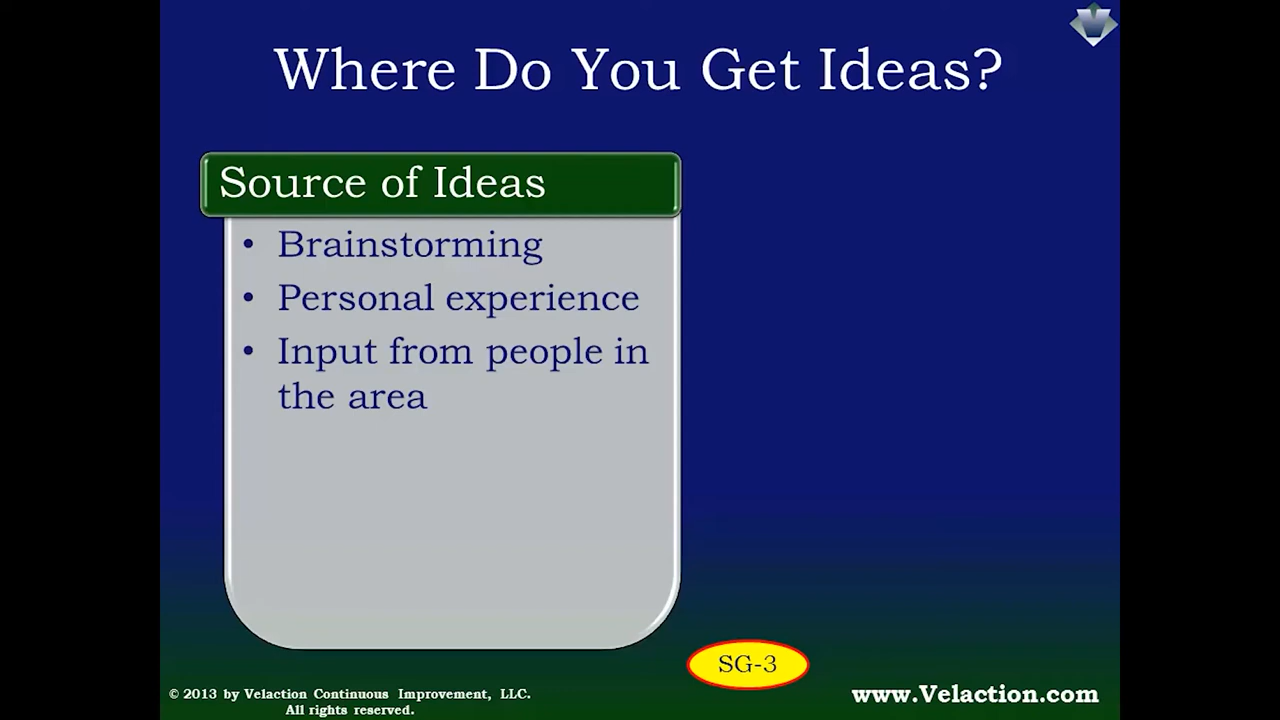 Where Do You Get Ideas?
Source of Ideas
• Brainstorming
• Personal experience
• Input from people in
the area
SG-3
© 2013 by Velaction Continuous Improvement, LLC.
All rights reserved.
www.Velaction.com